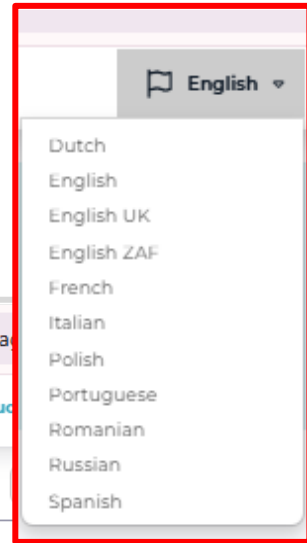 English
Dutch
English
English UK
English ZAF
French
Italian
Polish
Portuguese
Romanian
Russian
Spanish